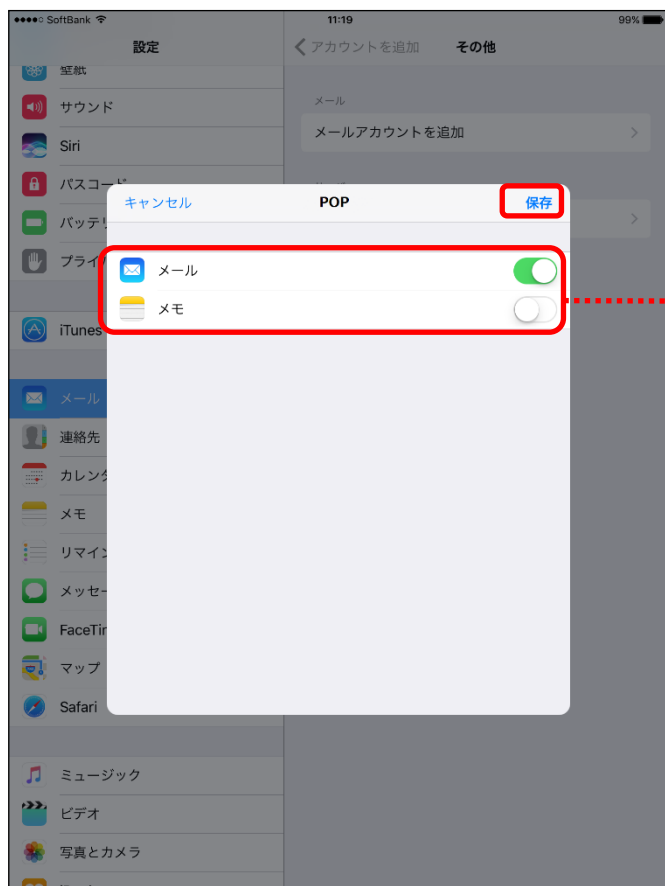 SoftBank 11:19 99%
設定
アカウントを追加 その他
壁紙
サウンド
Siri
パスコード
バッテリ
プライバ
iTunes
メール
連絡先
カレンダ
メモ
リマイン
メッセー
FaceTim
マップ
Safari
ミュージック
ビデオ
写真とカメラ
メール
メールアカウントを追加
キャンセル POP 保存
メール
メモ